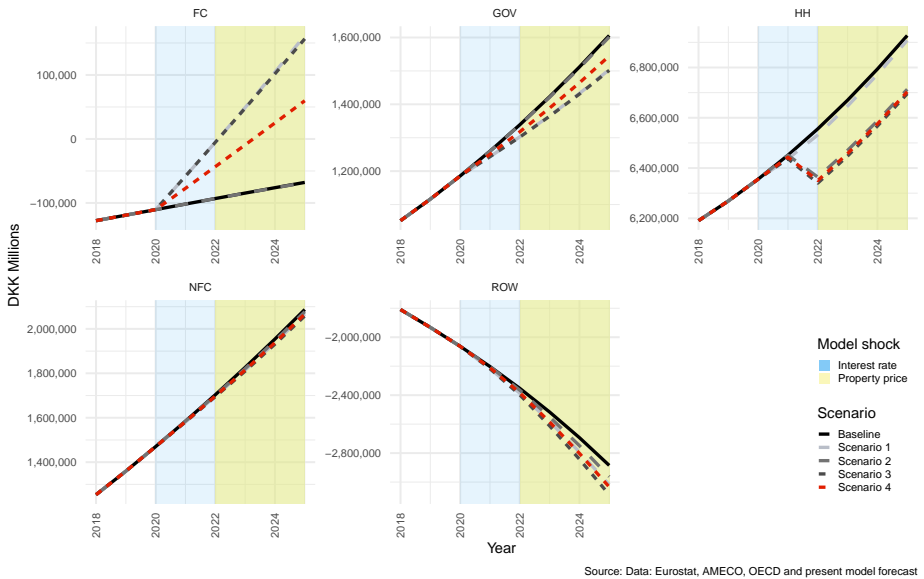 FC
GOV
HH
100,000
0
−100,000
1,600,000
1,400,000
1,200,000
6,800,000
6,600,000
6,400,000
6,200,000
2018
2020
2022
2024
2018
2020
2022
2024
2018
2020
2022
2024
DKK Millions
NFC
ROW
2,000,000
1,800,000
1,600,000
1,400,000
−2,000,000
−2,400,000
−2,800,000
2018
2020
2022
2024
2018
2020
2022
2024
Year
Model shock
Interest rate
Property price
Scenario
Baseline
Scenario 1
Scenario 2
Scenario 3
Scenario 4
Source: Data: Eurostat, AMECO, OECD and present model forecast